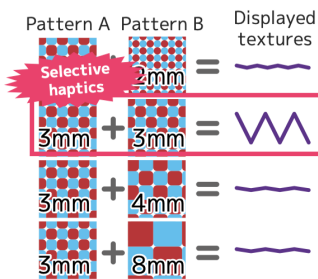 Pattern A Pattern B Displayed textures
Selective haptics
2mm =
3mm + 3mm =
3mm + 4mm =
3mm + 8mm =